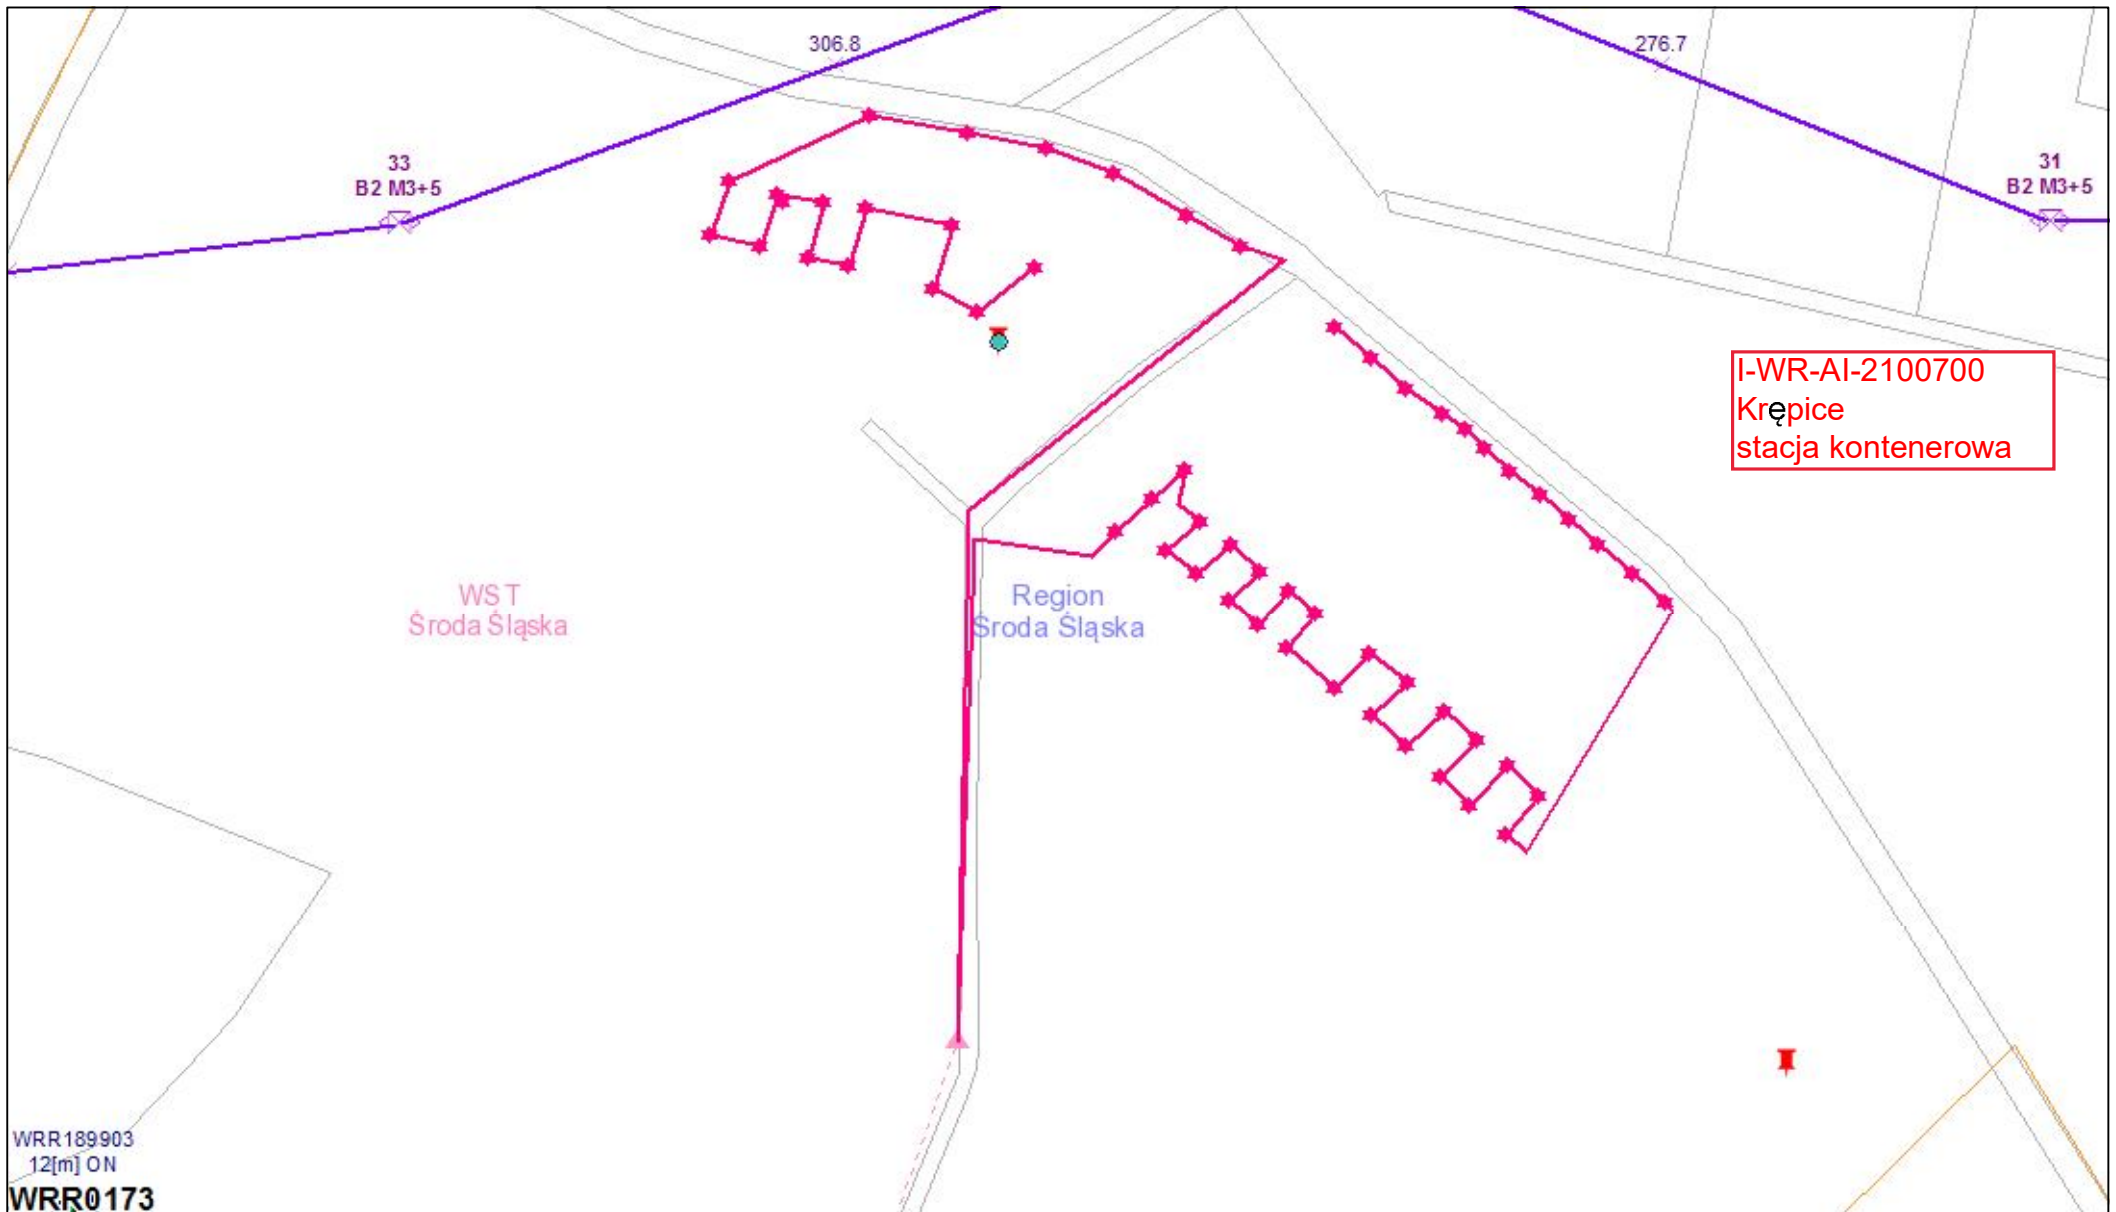 306.8
276.7
33
B2 M3+5
31
B2 M3+5
I-WR-AI-2100700
Krępice
stacja kontenerowa
WST
Środa Śląska
Region
Środa Śląska
WRR189903
12[m] ON
WRR0173